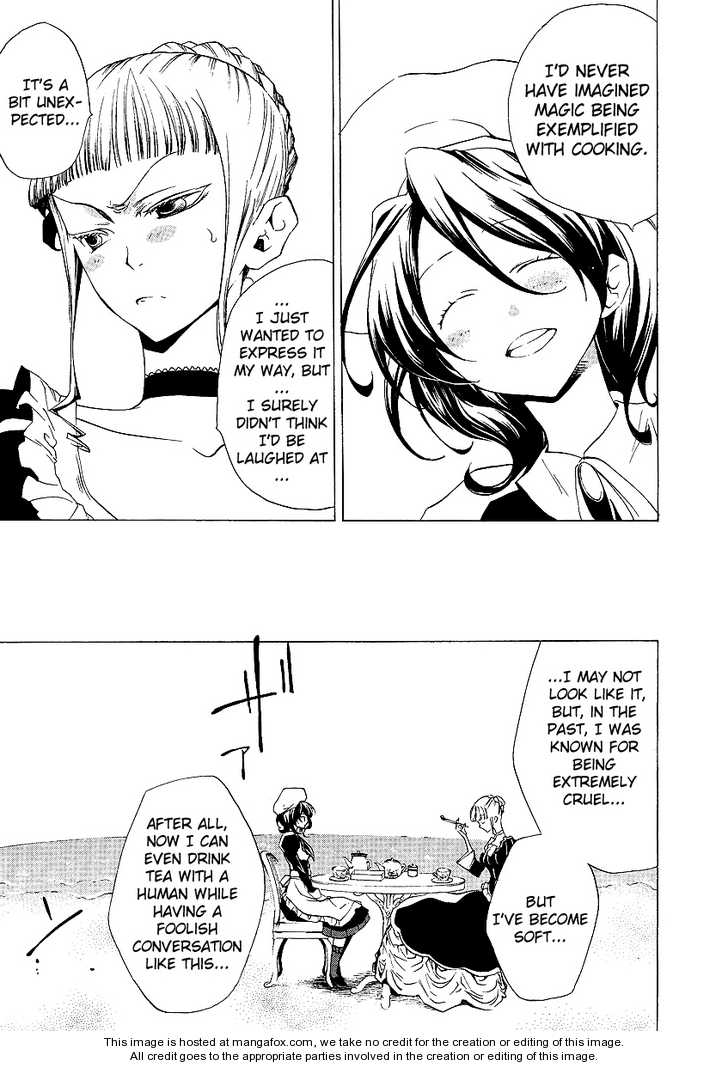 I'D NEVER
HAVE IMAGINED
MAGIC BEING
EXEMPLIFIED
WITH COOKING.
IT'S A
BIT UNEX-
PECTED...
...
I JUST
WANTED TO
EXPRESS IT
MY WAY, BUT
...
I SURELY
DIDN'T THINK
I'D BE
LAUGHED AT
...
...I MAY NOT
LOOK LIKE IT,
BUT, IN THE
PAST, I WAS
KNOWN FOR
BEING
EXTREMELY
CRUEL...
BUT
I'VE BECOME
SOFT...
ザ
ァ
AFTER ALL,
NOW I CAN
EVEN DRINK
TEA WITH A
HUMAN WHILE
HAVING A
FOOLISH
CONVERSATION
LIKE THIS...
This image is hosted at mangafox.com, we take no credit for the creation or editing of this image.
All credit goes to the appropriate parties involved in the creation or editing of this image.